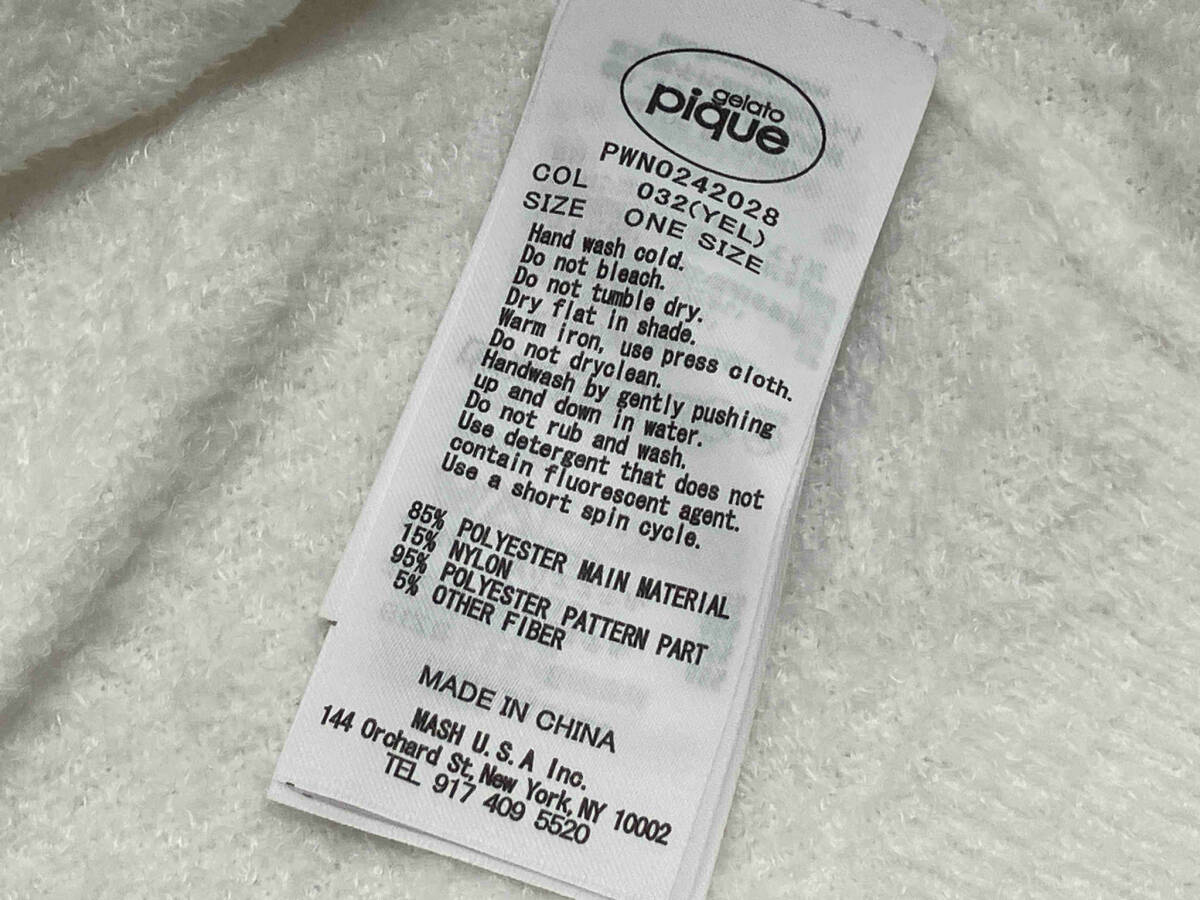 gelato
pique
PWNO242028
COL 032(YEL)
SIZE ONE SIZE
Hand wash cold.
Do not bleach.
Do not tumble dry.
Dry flat in shade.
Warm iron, use press cloth.
Do not dryclean.
Handwash by gently pushing
up and down in water.
Do not rub and wash.
Use detergent that does not
contain fluorescent agent.
Use a short spin cycle.
85% POLYESTER MAIN MATERIAL
15% NYLON
95% POLYESTER PATTERN PART
5% OTHER FIBER
MADE IN CHINA
MASH U.S.A Inc.
144 Orchard St, New York, NY 10002
TEL 917 409 5520